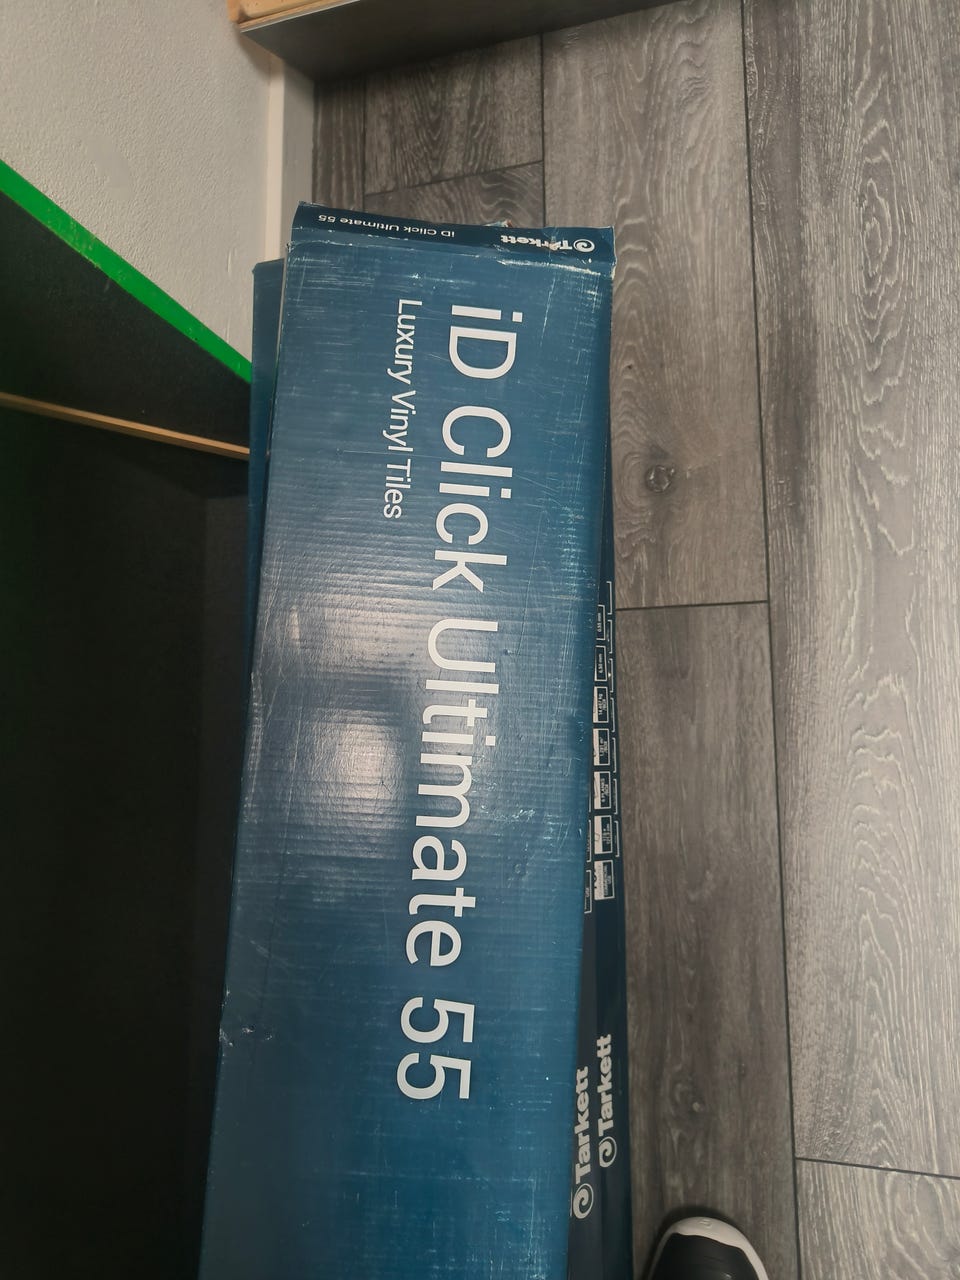 Tarkett
iD Click Ultimate 55
iD Click Ultimate 55
Luxury Vinyl Tiles
Tarkett
Tarkett